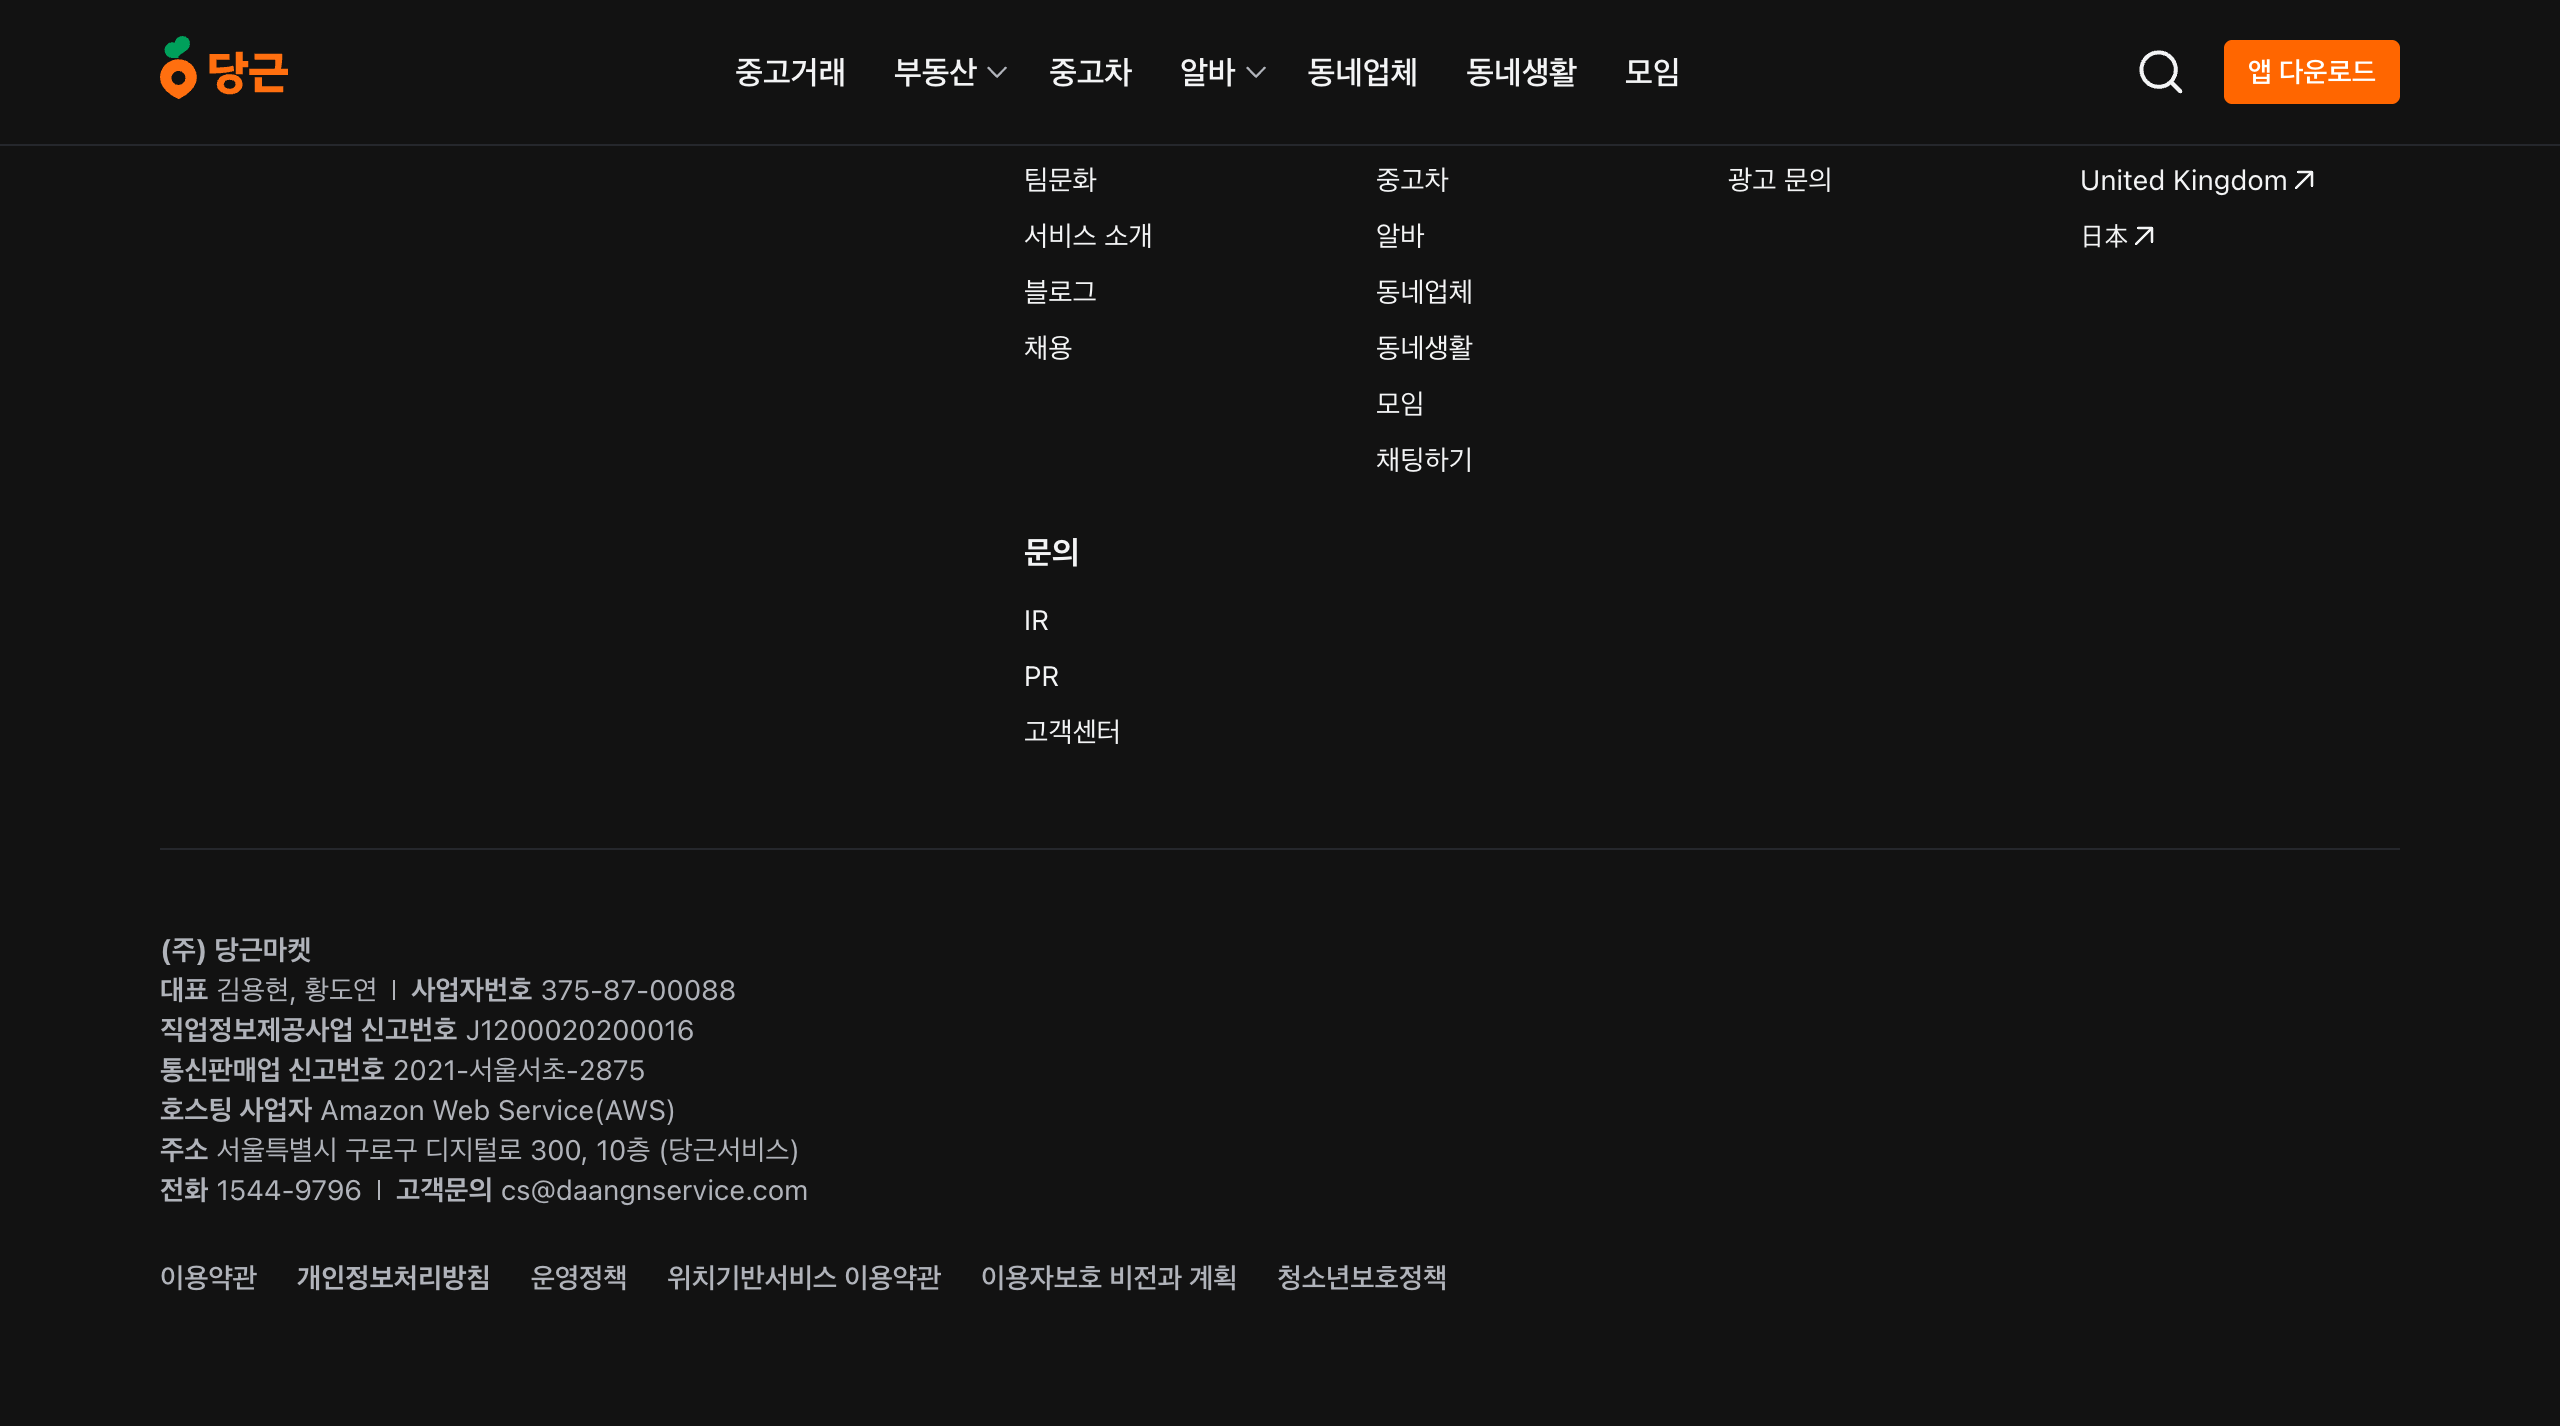 당근
중고거래 부동산 중고차 알바 동네업체 동네생활 모임
앱 다운로드
팀문화
서비스 소개
블로그
채용
중고차
알바
동네업체
동네생활
모임
채팅하기
광고 문의
United Kingdom
日本
문의
IR
PR
고객센터
(주) 당근마켓
대표 김용현, 황도연 | 사업자번호 375-87-00088
직업정보제공사업 신고번호 J1200020200016
통신판매업 신고번호 2021-서울서초-2875
호스팅 사업자 Amazon Web Service(AWS)
주소 서울특별시 구로구 디지털로 300, 10층 (당근서비스)
전화 1544-9796 | 고객문의 cs@daangnservice.com
이용약관 개인정보처리방침 운영정책 위치기반서비스 이용약관 이용자보호 비전과 계획 청소년보호정책